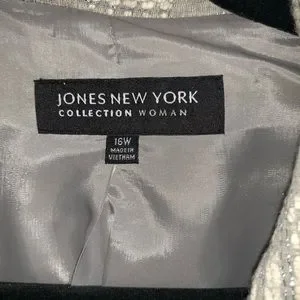 JONES NEW YORK
COLLECTION WOMAN
16W
MADE IN
VIETNAM